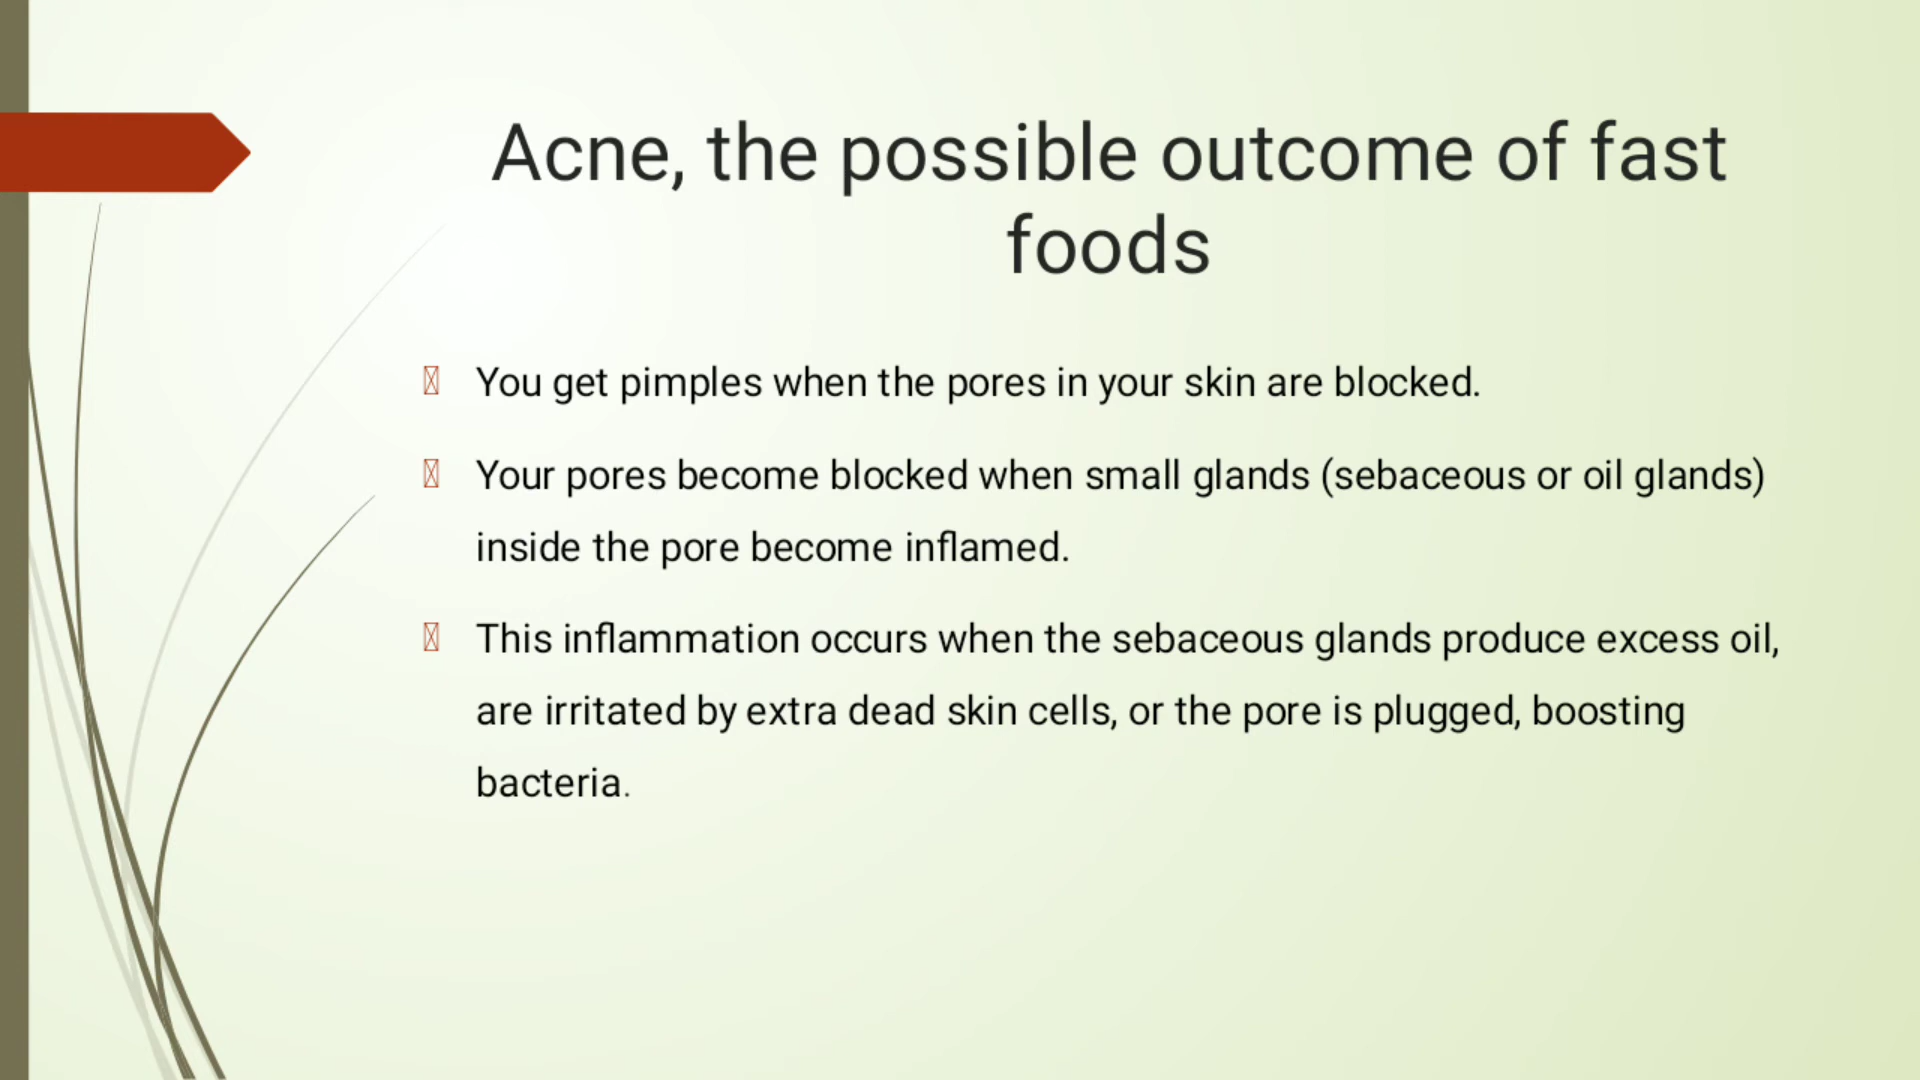 Acne, the possible outcome of fast
foods
You get pimples when the pores in your skin are blocked.
Your pores become blocked when small glands (sebaceous or oil glands)
inside the pore become inflamed.
This inflammation occurs when the sebaceous glands produce excess oil,
are irritated by extra dead skin cells, or the pore is plugged, boosting
bacteria.